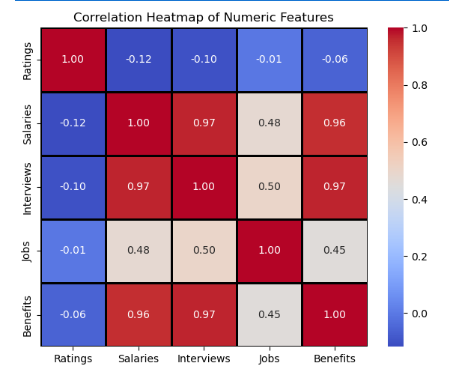 Correlation Heatmap of Numeric Features
Ratings 1.00 -0.12 -0.10 -0.01 -0.06
Salaries -0.12 1.00 0.97 0.48 0.96
Interviews -0.10 0.97 1.00 0.50 0.97
Jobs -0.01 0.48 0.50 1.00 0.45
Benefits -0.06 0.96 0.97 0.45 1.00
Ratings Salaries Interviews Jobs Benefits
1.0
0.8
0.6
0.4
0.2
0.0